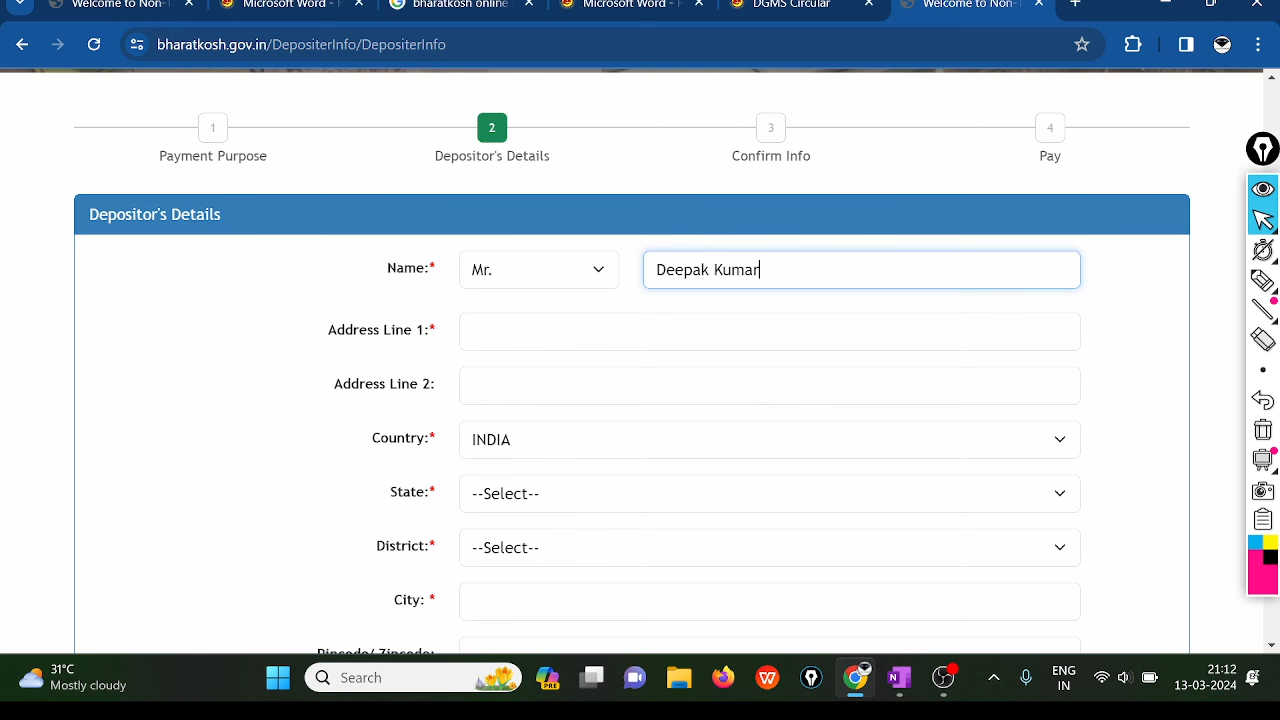 Welcome to Non-
Microsoft Word -
bharatkosh online
Microsoft Word -
DGMS Circular
Welcome to Non-
bharatkosh.gov.in/DepositerInfo/DepositerInfo
1
2
3
4
Payment Purpose
Depositor's Details
Confirm Info
Pay
Depositor's Details
Name:*
Mr.
Deepak Kumar
Address Line 1:*
Address Line 2:
Country:*
INDIA
State:*
--Select--
District:*
--Select--
City: *
Pincode/ Zipcode:
31°C
Mostly cloudy
Search
PRE
ENG
IN
21:12
13-03-2024